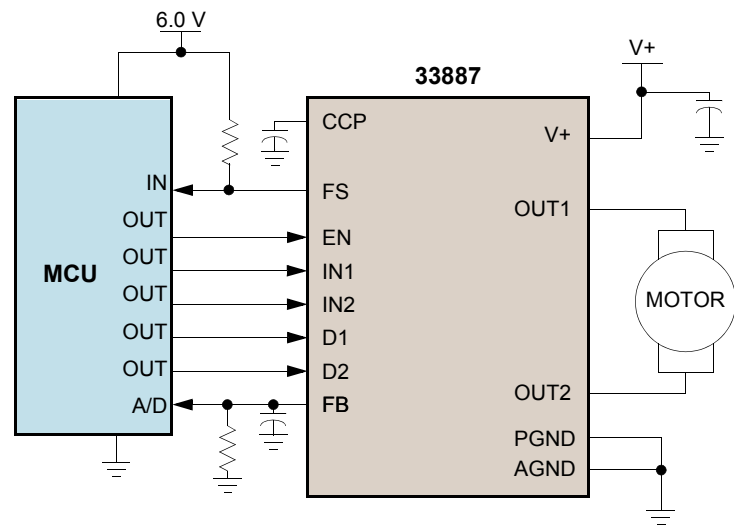 6.0 V
V+
33887
CCP
V+
IN
FS
OUT
OUT1
EN
OUT
IN1
MCU
OUT
IN2
MOTOR
OUT
D1
OUT
D2
A/D
FB
OUT2
PGND
AGND